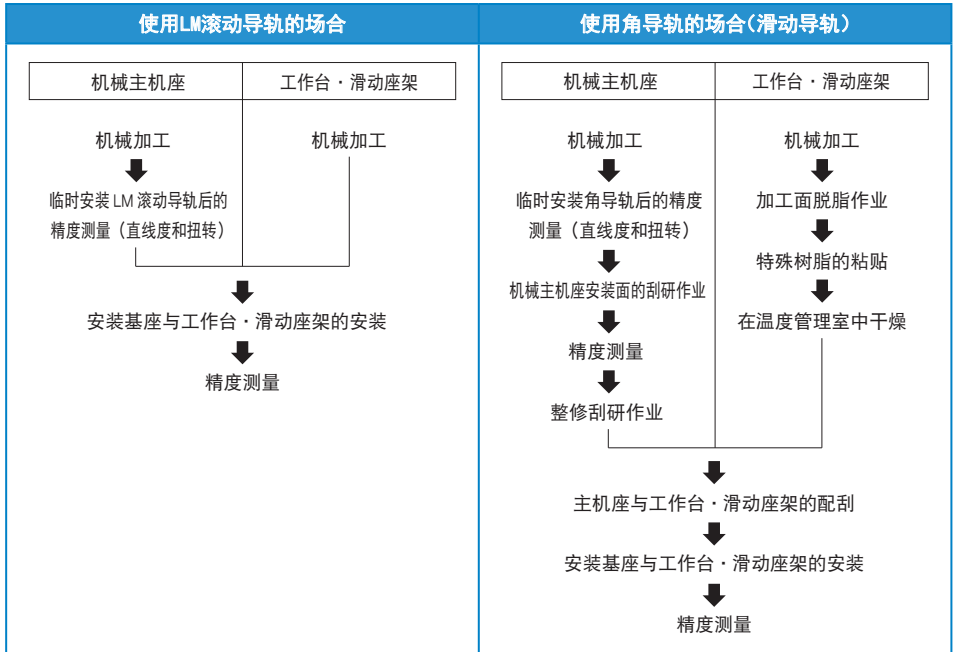 使用LM滚动导轨的场合
机械主机座
工作台·滑动座架
机械加工
机械加工
临时安装 LM 滚动导轨后的
精度测量（直线度和扭转）
安装基座与工作台·滑动座架的安装
精度测量
使用角导轨的场合（滑动导轨）
机械主机座
工作台·滑动座架
机械加工
临时安装角导轨后的精度
测量（直线度和扭转）
机械主机座安装面的刮研作业
精度测量
整修刮研作业
机械加工
加工面脱脂作业
特殊树脂的粘贴
在温度管理室中干燥
主机座与工作台·滑动座架的配刮
安装基座与工作台·滑动座架的安装
精度测量